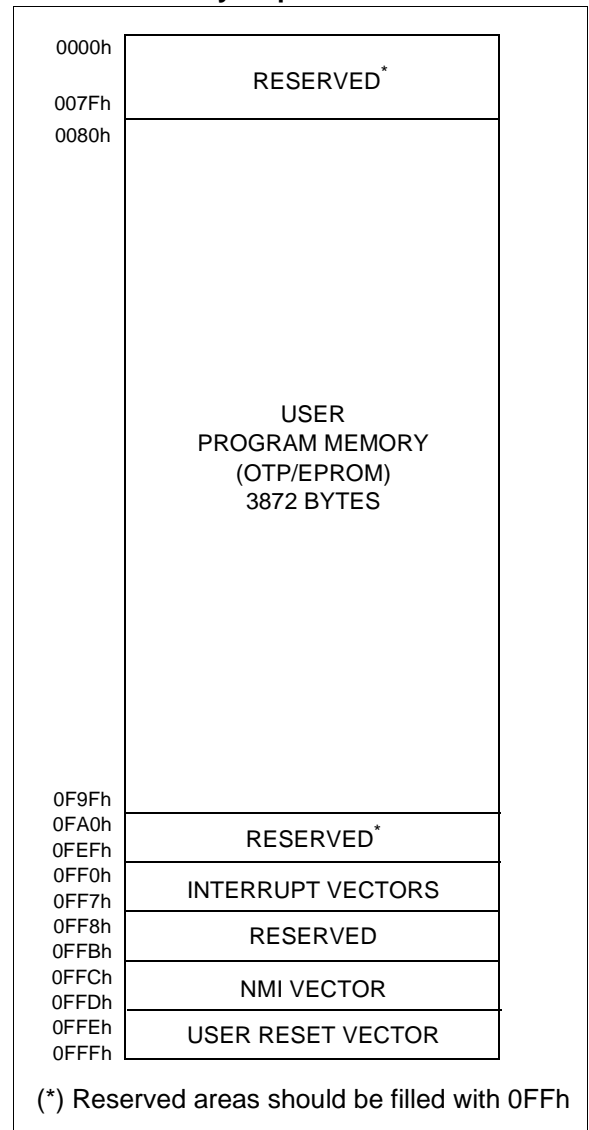 0000h
RESERVED*
007Fh
0080h
USER
PROGRAM MEMORY
(OTP/EPROM)
3872 BYTES
0F9Fh
0FA0h
RESERVED*
0FEFh
0FF0h
INTERRUPT VECTORS
0FF7h
0FF8h
RESERVED
0FFBh
0FFCh
NMI VECTOR
0FFDh
0FFEh
USER RESET VECTOR
0FFFh
(*) Reserved areas should be filled with 0FFh